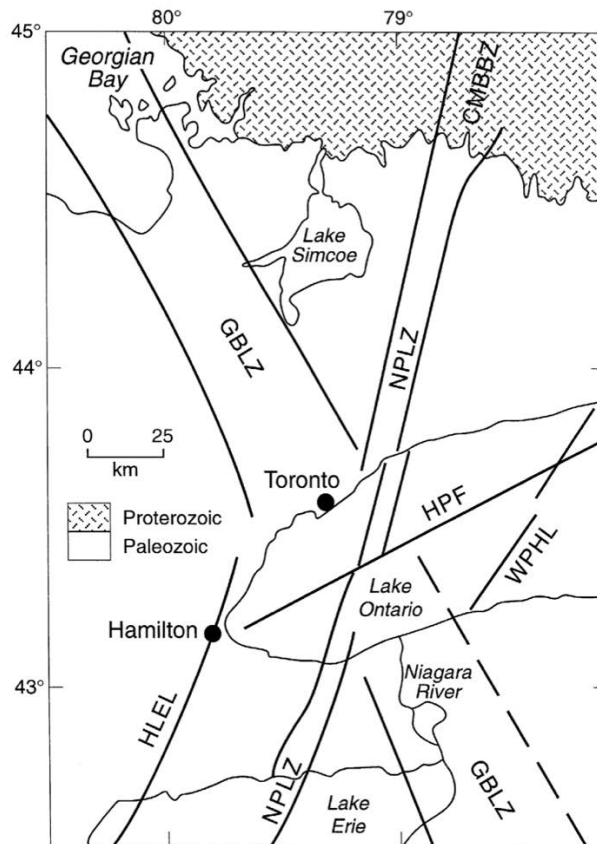 80°
79°
45°
Georgian
Bay
CMBBZ
Lake
Simcoe
GBLZ
NPLZ
44°
0
25
km
Toronto
HPF
Proterozoic
Paleozoic
WPHL
Lake
Ontario
Hamilton
Niagara
River
43°
HLEL
NPLZ
GBLZ
Lake
Erie